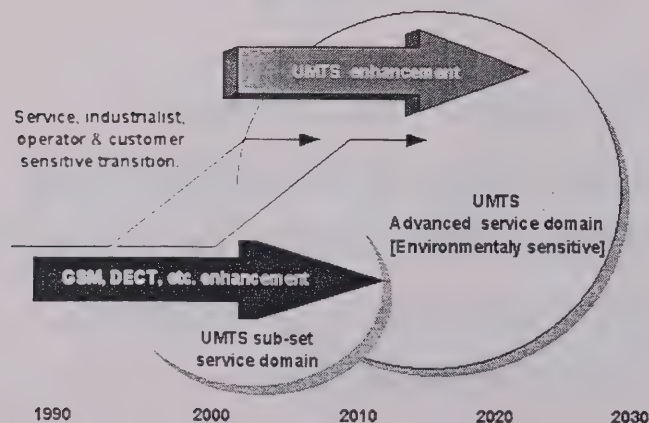 UMTS enhancement
Service, industrialist,
operator & customer
sensitive transition.
UMTS
Advanced service domain
[Environmentaly sensitive]
GSM, DECT, etc. enhancement
UMTS sub-set
service domain
1990 2000 2010 2020 2030